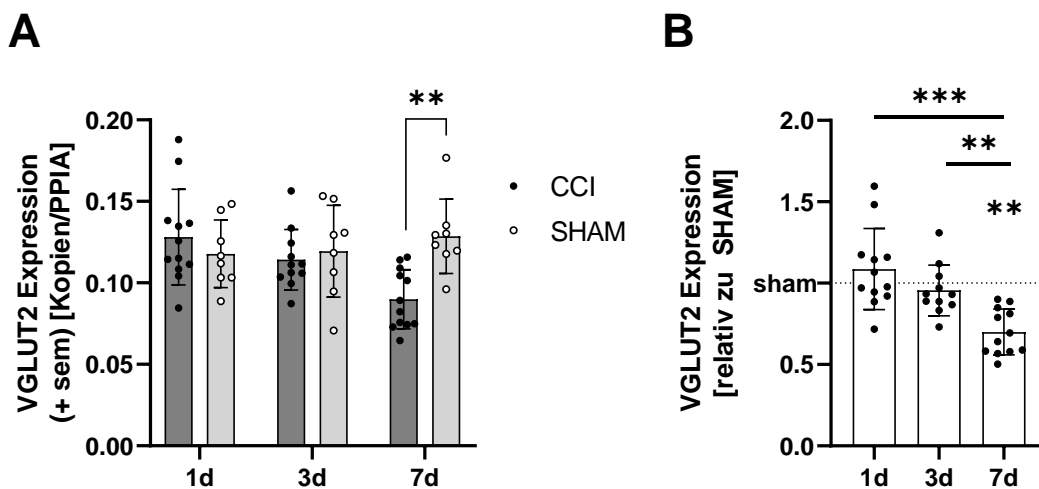 A
VGLUT2 Expression
(+ sem) [Kopien/PPIA]
0.20
0.15
0.10
0.05
0.00
**
1d
3d
7d
CCI
SHAM
B
VGLUT2 Expression
[relativ zu SHAM]
2.0
1.5
sham
0.5
0.0
***
**
**
1d
3d
7d